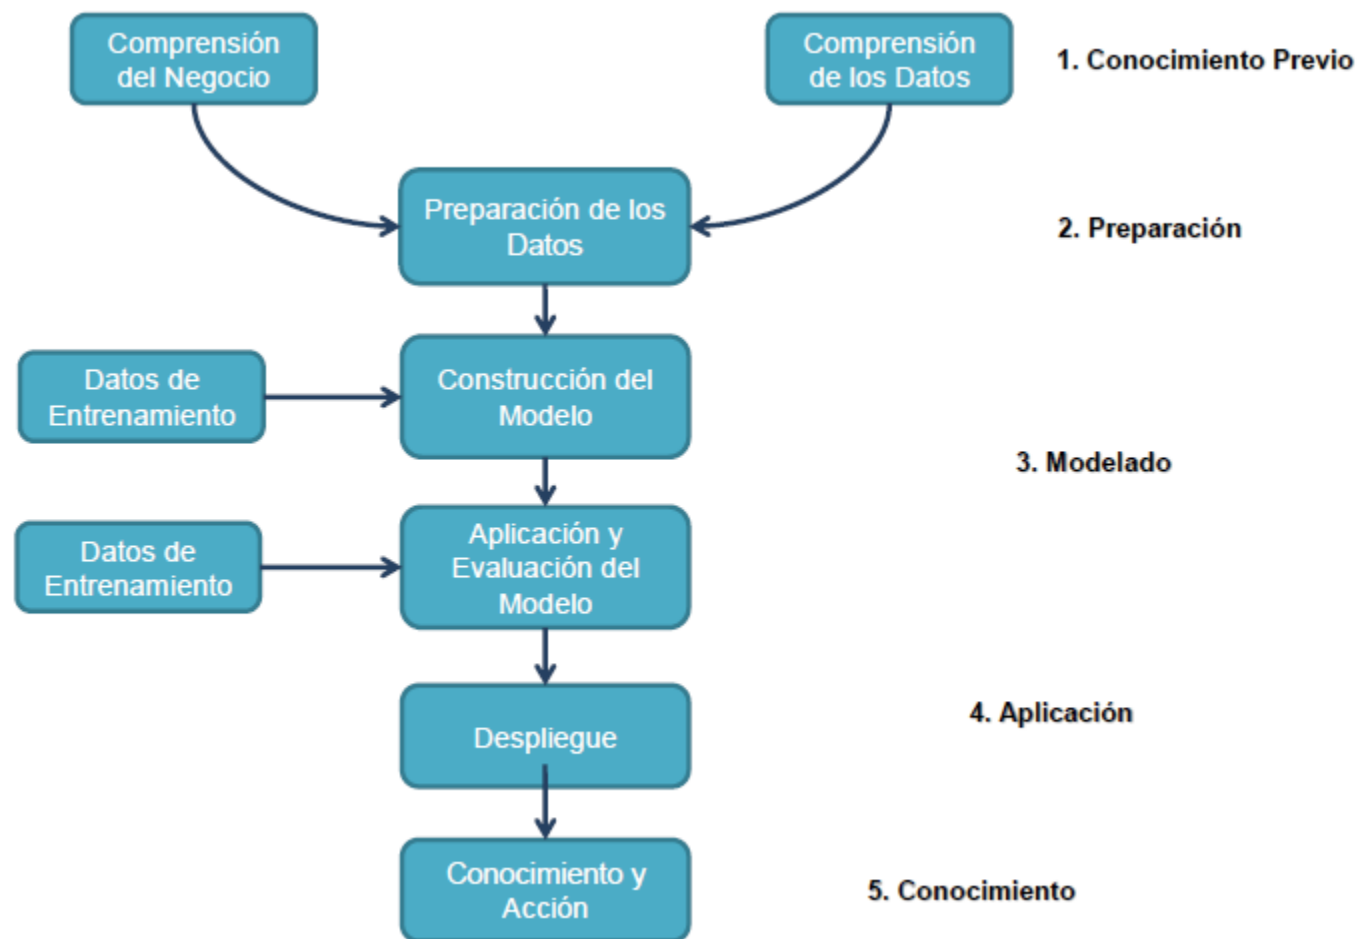 Comprensión
del Negocio
Comprensión
de los Datos
1. Conocimiento Previo
Preparación de los
Datos
2. Preparación
Datos de
Entrenamiento
Construcción del
Modelo
3. Modelado
Datos de
Entrenamiento
Aplicación y
Evaluación del
Modelo
Despliegue
4. Aplicación
Conocimiento y
Acción
5. Conocimiento